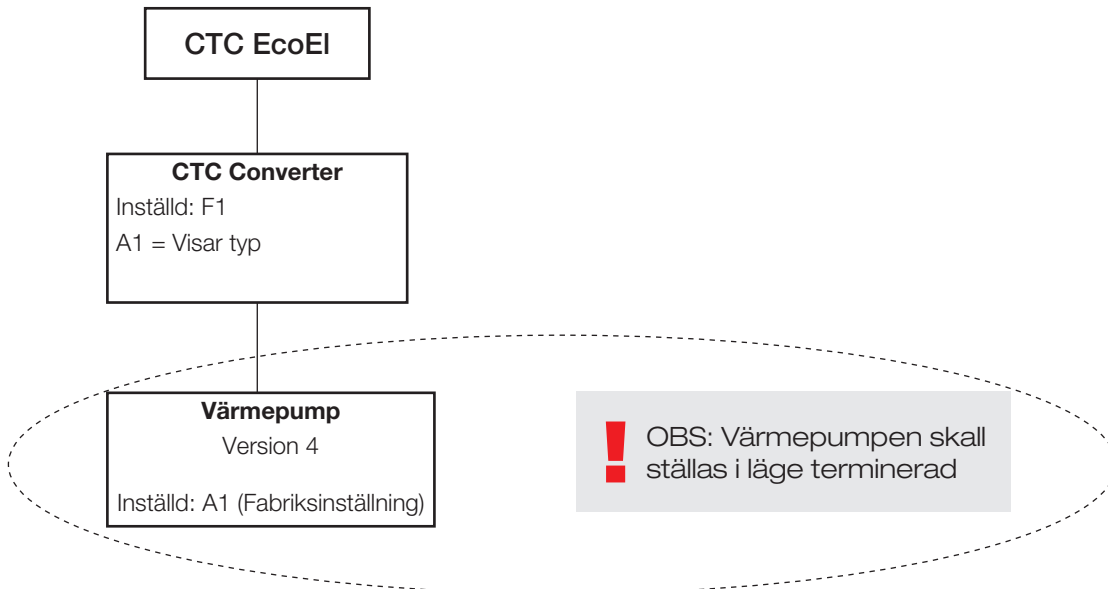 CTC EcoEl
CTC Converter
Inställd: F1
A1 = Visar typ
Värmepump
Version 4
Inställd: A1 (Fabriksinställning)
! OBS: Värmepumpen skall
ställas i läge terminerad